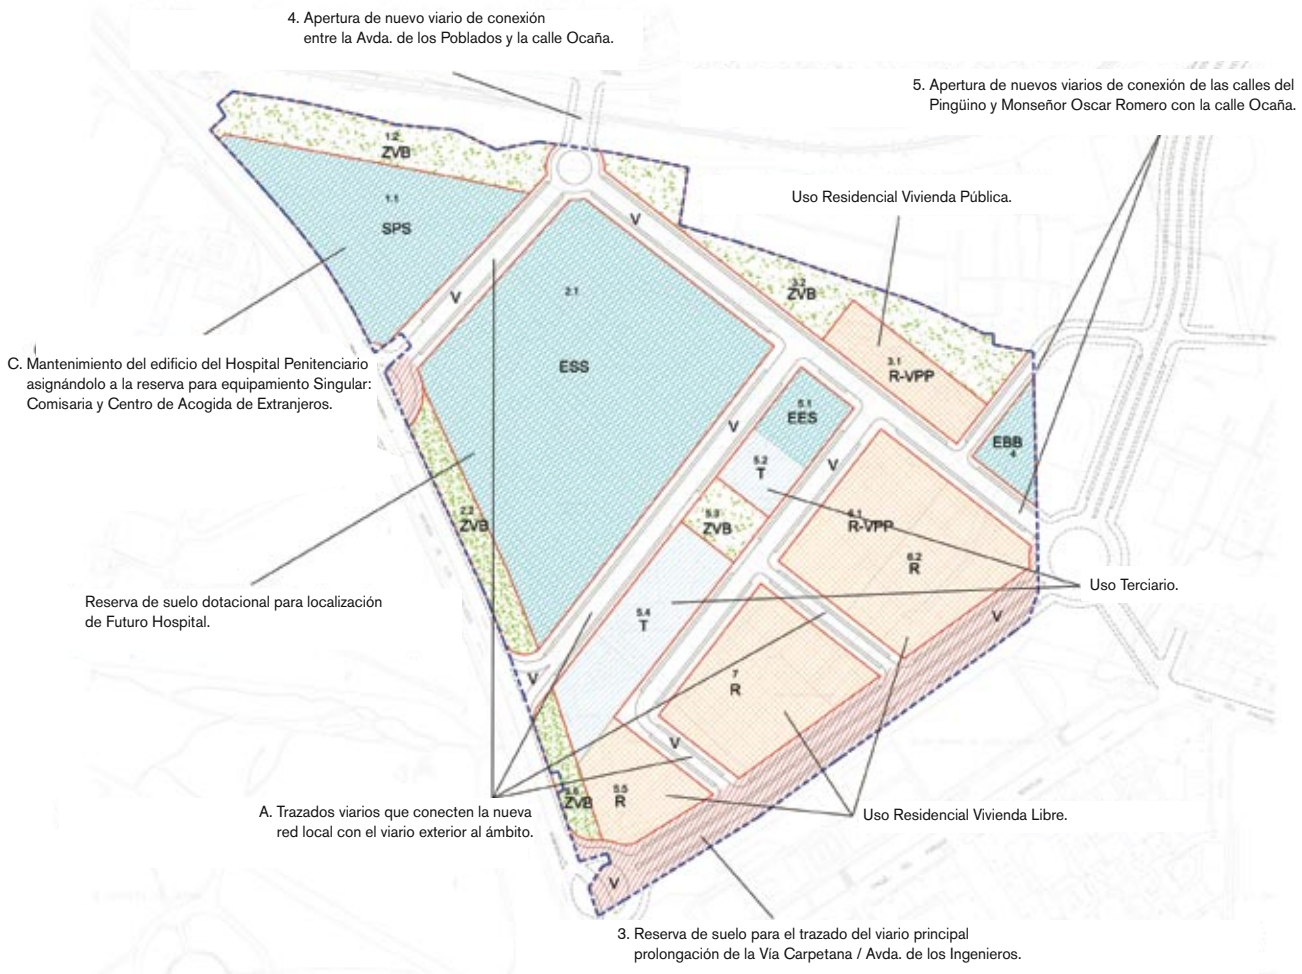 4. Apertura de nuevo viario de conexión
entre la Avda. de los Poblados y la calle Ocaña.
5. Apertura de nuevos viarios de conexión de las calles del
Pingüino y Monseñor Oscar Romero con la calle Ocaña.
1.2
ZVB
Uso Residencial Vivienda Pública.
1.1
SPS
V
V
2.1
3.2
ZVB
C. Mantenimiento del edificio del Hospital Penitenciario
asignándolo a la reserva para equipamiento Singular:
Comisaria y Centro de Acogida de Extranjeros.
ESS
3.1
R-VPP
5.1
EES
V
EBB
4
5.2
T
V
2.2
ZVB
5.3
ZVB
6.1
R-VPP
6.2
R
Uso Terciario.
Reserva de suelo dotacional para localización
de Futuro Hospital.
5.4
T
V
V
7
R
V
5.6
ZVB
5.5
R
A. Trazados viarios que conecten la nueva
red local con el viario exterior al ámbito.
Uso Residencial Vivienda Libre.
V
3. Reserva de suelo para el trazado del viario principal
prolongación de la Vía Carpetana / Avda. de los Ingenieros.